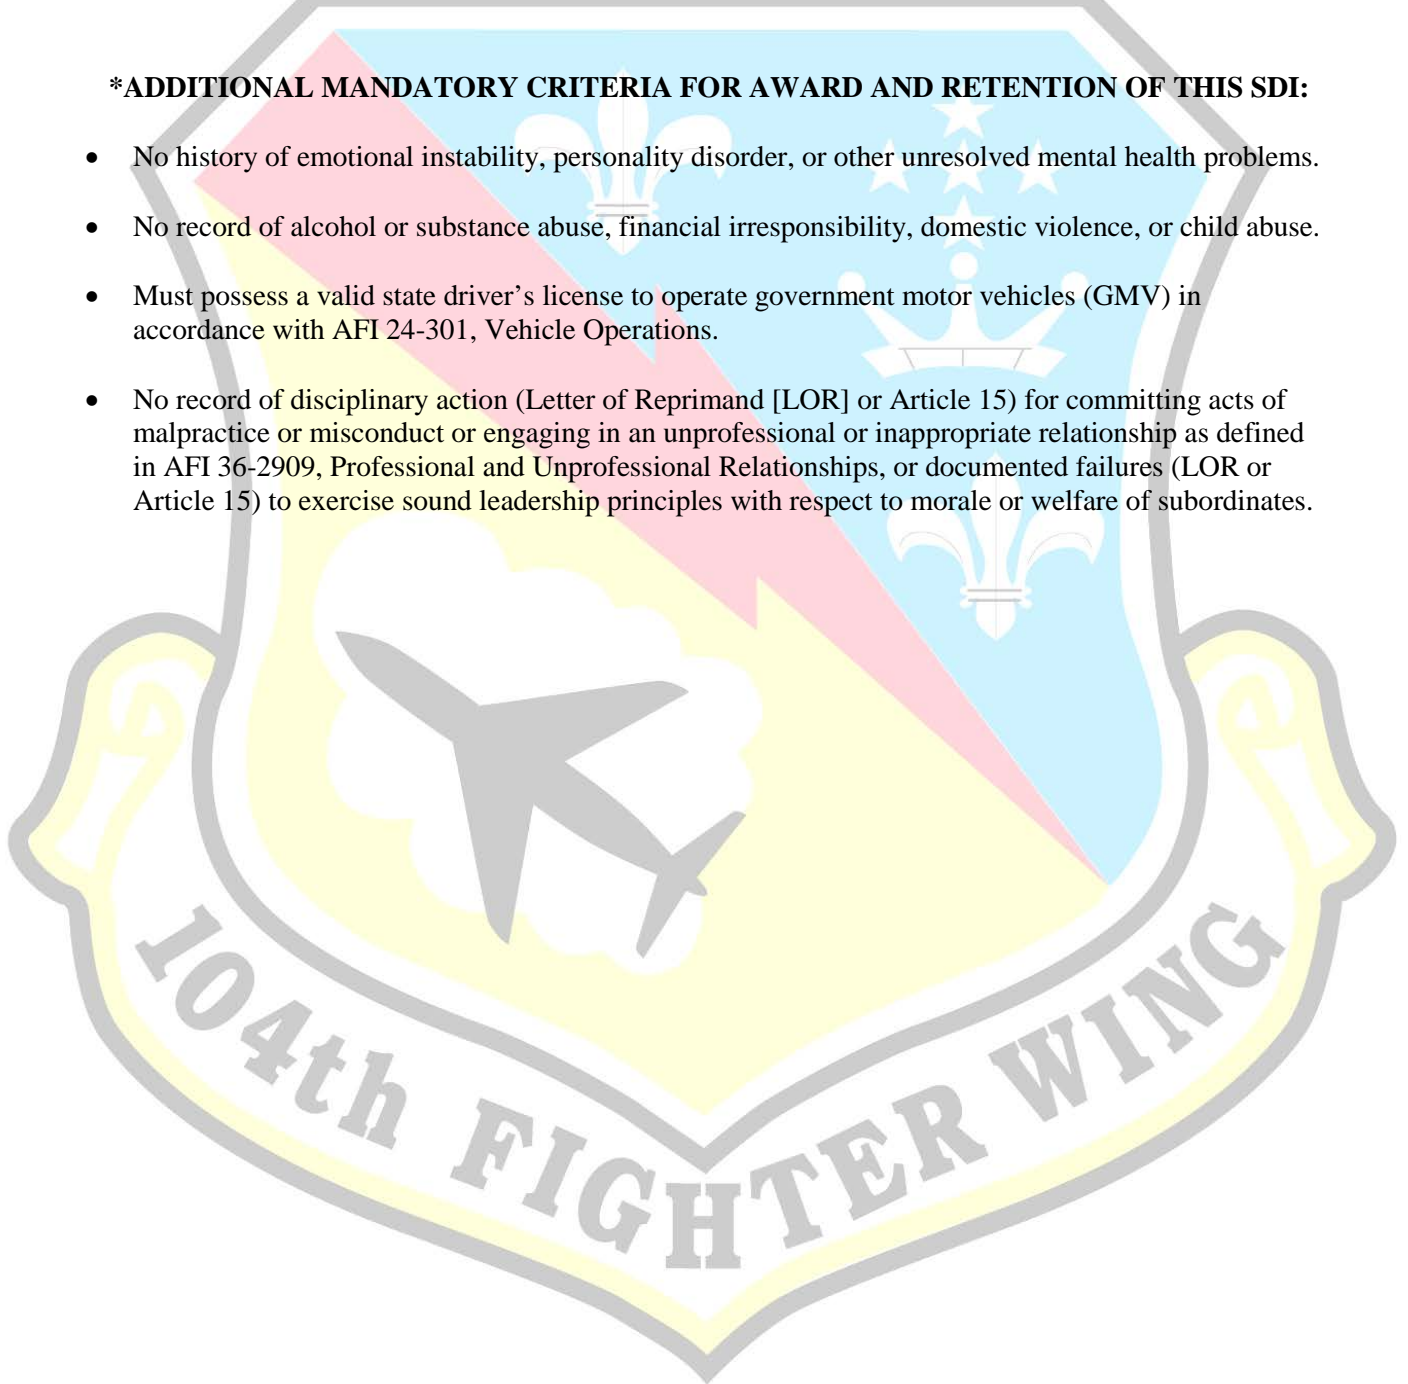 *ADDITIONAL MANDATORY CRITERIA FOR AWARD AND RETENTION OF THIS SDI:
• No history of emotional instability, personality disorder, or other unresolved mental health problems.
• No record of alcohol or substance abuse, financial irresponsibility, domestic violence, or child abuse.
• Must possess a valid state driver’s license to operate government motor vehicles (GMV) in
accordance with AFI 24-301, Vehicle Operations.
• No record of disciplinary action (Letter of Reprimand [LOR] or Article 15) for committing acts of
malpractice or misconduct or engaging in an unprofessional or inappropriate relationship as defined
in AFI 36-2909, Professional and Unprofessional Relationships, or documented failures (LOR or
Article 15) to exercise sound leadership principles with respect to morale or welfare of subordinates.
104th FIGHTER WING